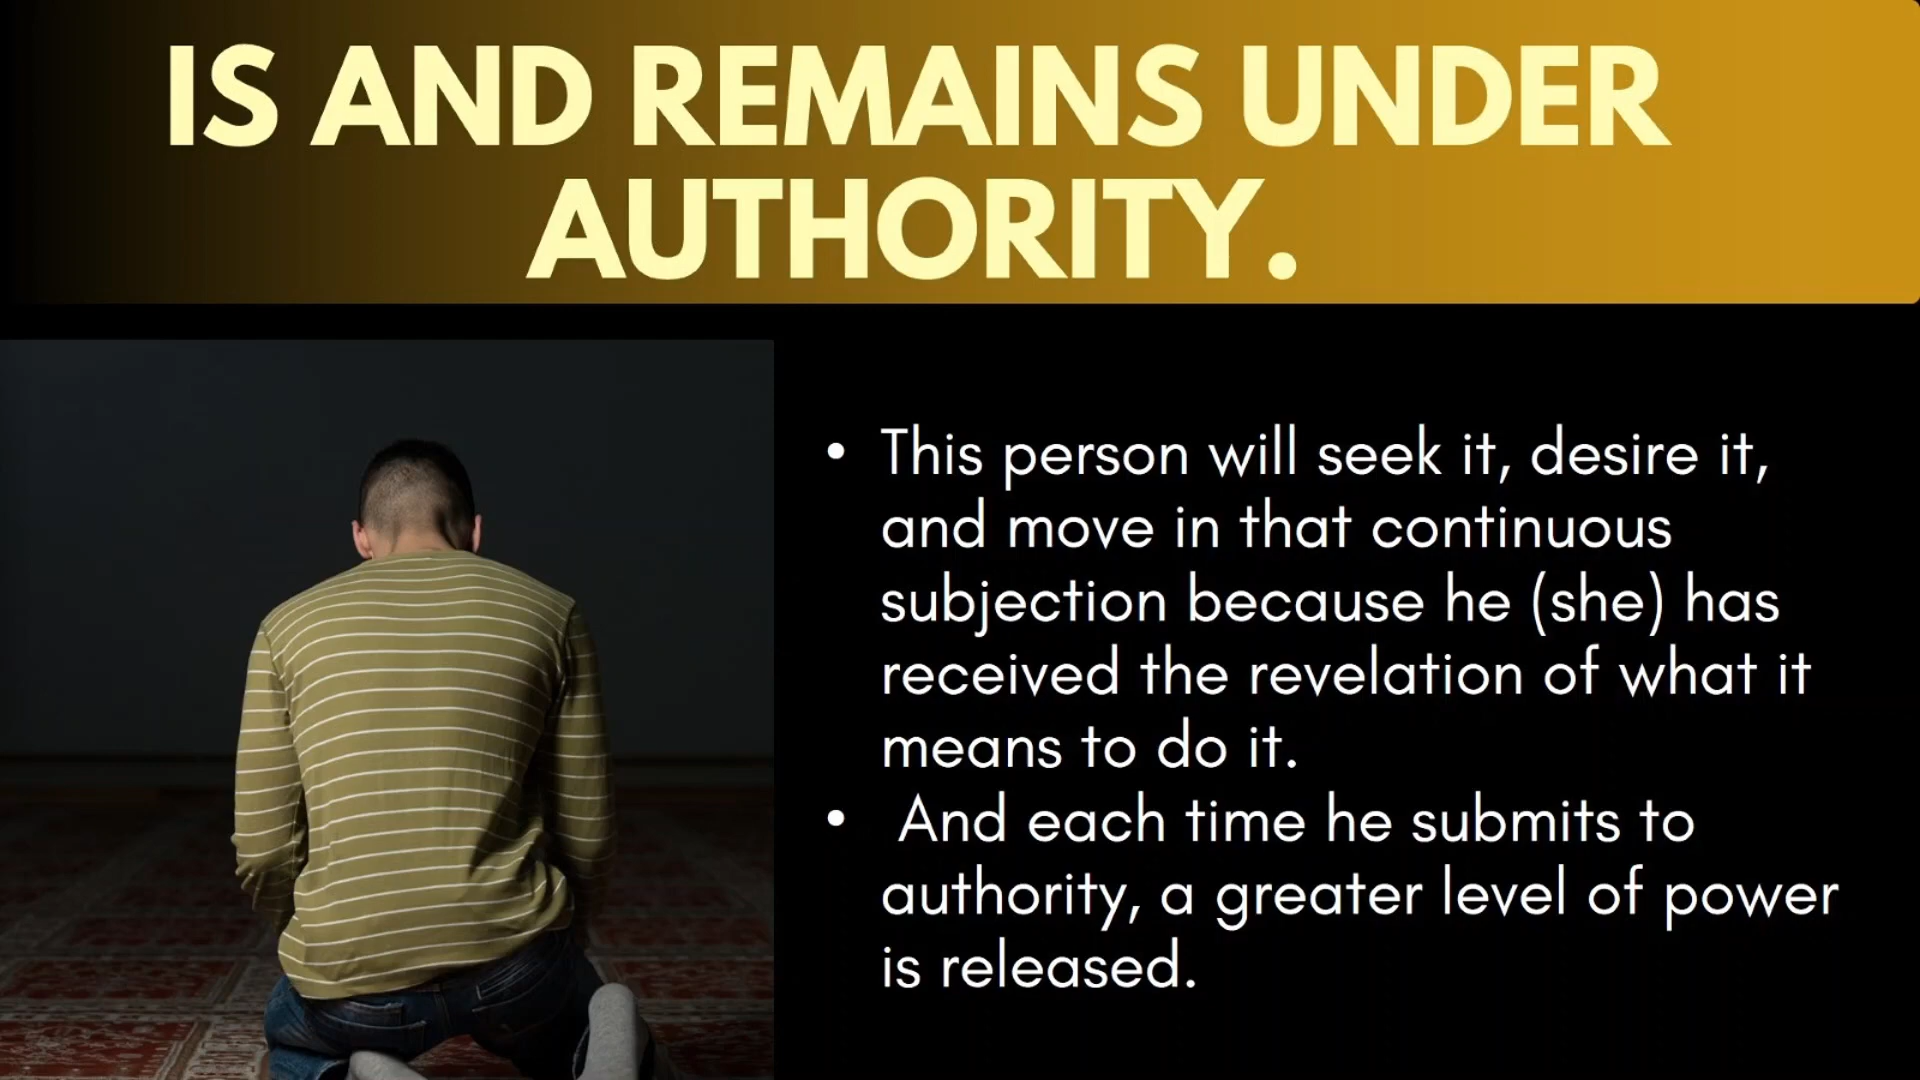 IS AND REMAINS UNDER
AUTHORITY.
• This person will seek it, desire it,
and move in that continuous
subjection because he (she) has
received the revelation of what it
means to do it.
• And each time he submits to
authority, a greater level of power
is released.